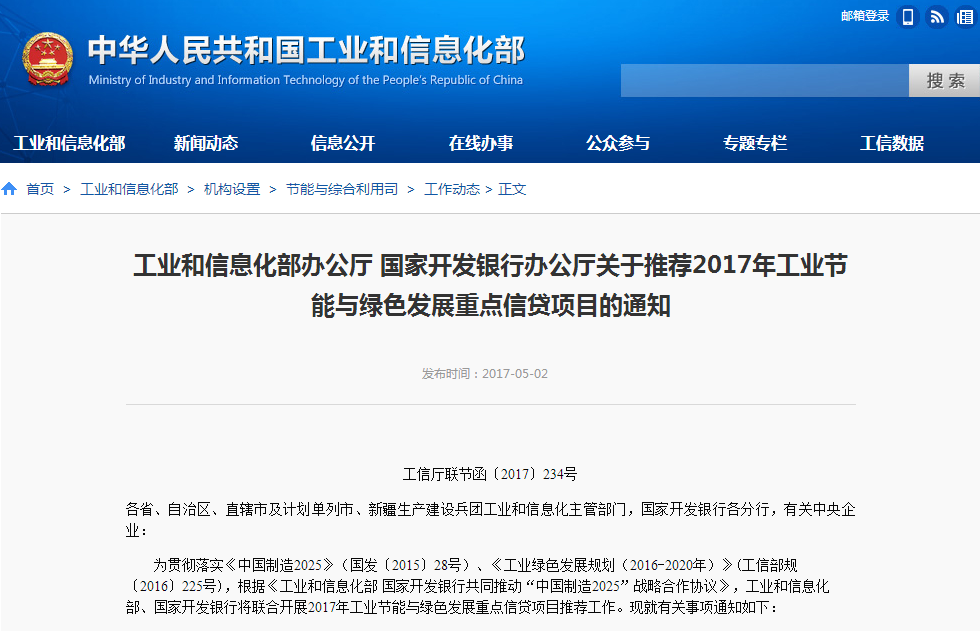 邮箱登录
中华人民共和国工业和信息化部
Ministry of Industry and Information Technology of the People's Republic of China
搜 索
工业和信息化部 新闻动态 信息公开 在线办事 公众参与 专题专栏 工信数据
首页 > 工业和信息化部 > 机构设置 > 节能与综合利用司 > 工作动态 > 正文
工业和信息化部办公厅 国家开发银行办公厅关于推荐2017年工业节
能与绿色发展重点信贷项目的通知
发布时间：2017-05-02
工信厅联节函〔2017〕234号
各省、自治区、直辖市及计划单列市、新疆生产建设兵团工业和信息化主管部门，国家开发银行各分行，有关中央企
业：
为贯彻落实《中国制造2025》（国发〔2015〕28号）、《工业绿色发展规划（2016-2020年）》(工信部规
〔2016〕225号)，根据《工业和信息化部 国家开发银行共同推动“中国制造2025”战略合作协议》，工业和信息化
部、国家开发银行将联合开展2017年工业节能与绿色发展重点信贷项目推荐工作。现就有关事项通知如下：